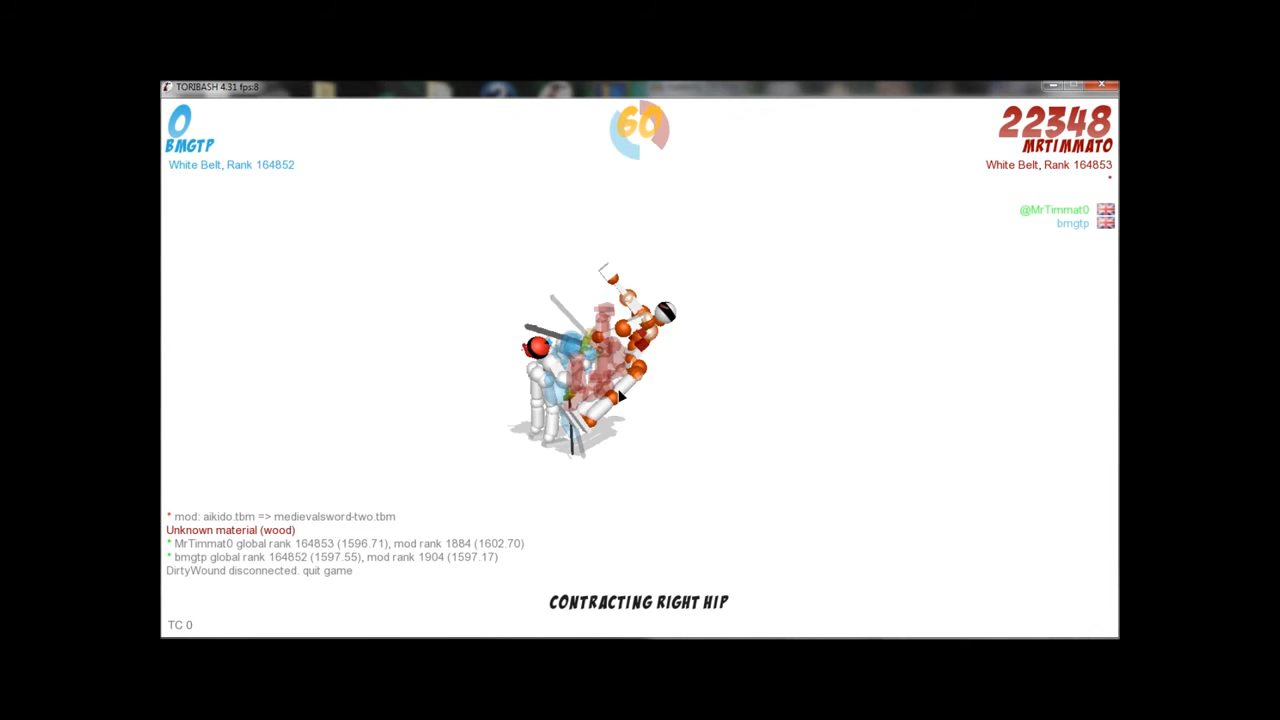 TORIBASH 4.31 fps:8
0
BMGTP
White Belt, Rank 164852
60
22348
MRTIMMAT0
White Belt, Rank 164853
@MrTimmat0
bmgtp
* mod: aikido.tbm => medievalsword-two.tbm
Unknown material (wood)
* MrTimmat0 global rank 164853 (1596.71), mod rank 1884 (1602.70)
* bmgtp global rank 164852 (1597.55), mod rank 1904 (1597.17)
DirtyWound disconnected. quit game
CONTRACTING RIGHT HIP
TC 0